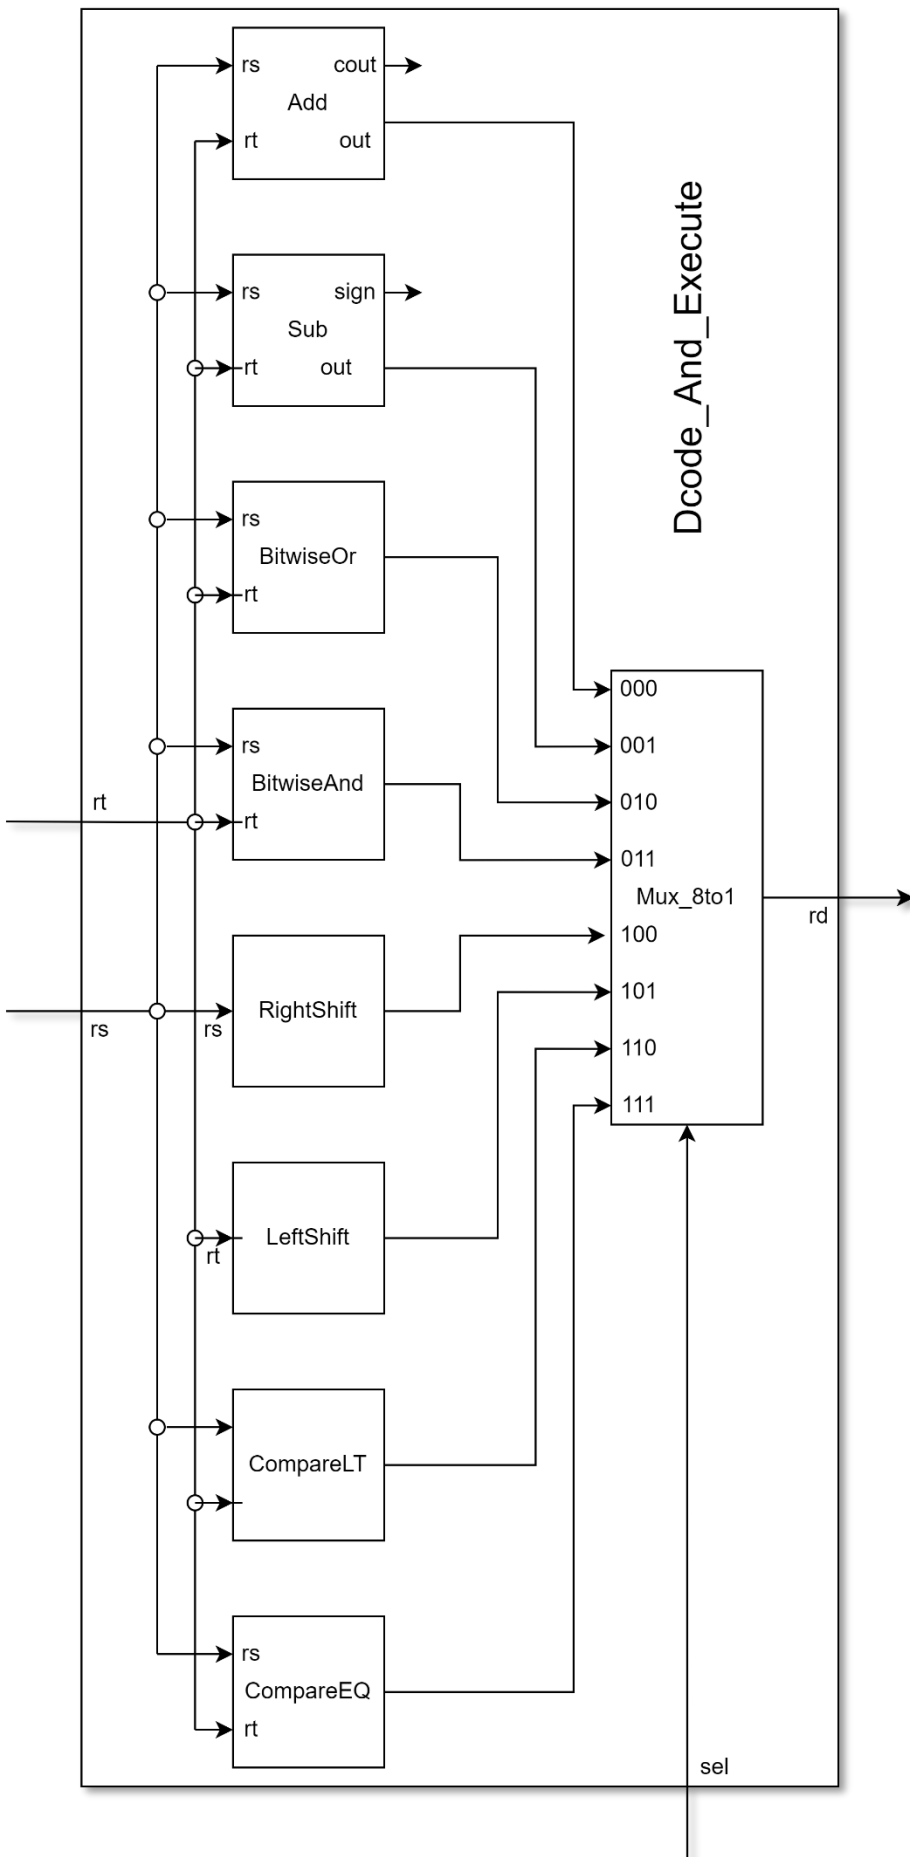 rs cout
Add
rt out
Dcode_And_Execute
rs sign
Sub
rt out
rs
BitwiseOr
rt
000
rs
001
BitwiseAnd
rt
010
rt
011
Mux_8to1
rd
100
RightShift
rs
rs
101
110
111
LeftShift
rt
CompareLT
rs
CompareEQ
rt
sel